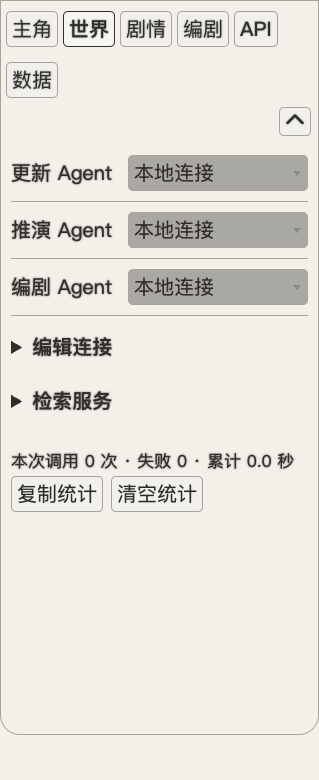 主角 世界 剧情 编剧 API
数据
更新 Agent 本地连接
推演 Agent 本地连接
编剧 Agent 本地连接
编辑连接
检索服务
本次调用 0 次 · 失败 0 · 累计 0.0 秒
复制统计 清空统计